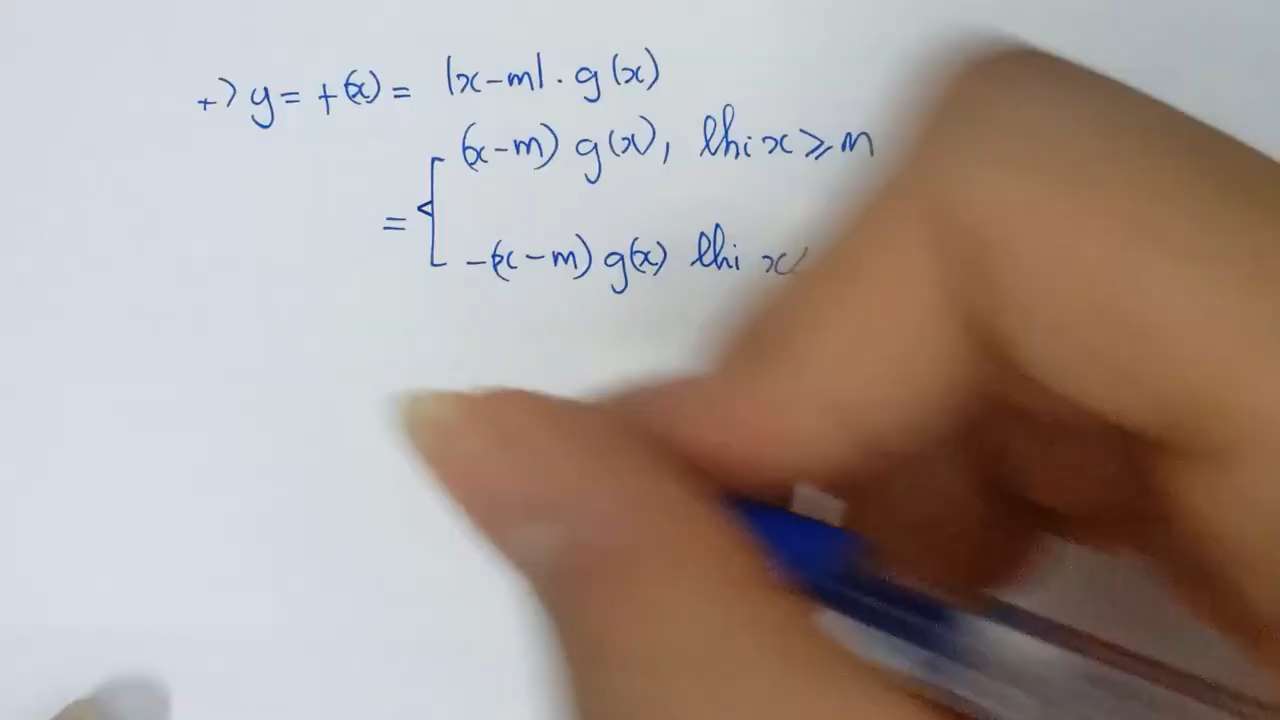 +) y = f(x) = |x-m| . g(x)
= { (x-m) g(x), khi x ⩾ m
-(x-m) g(x) khi x <